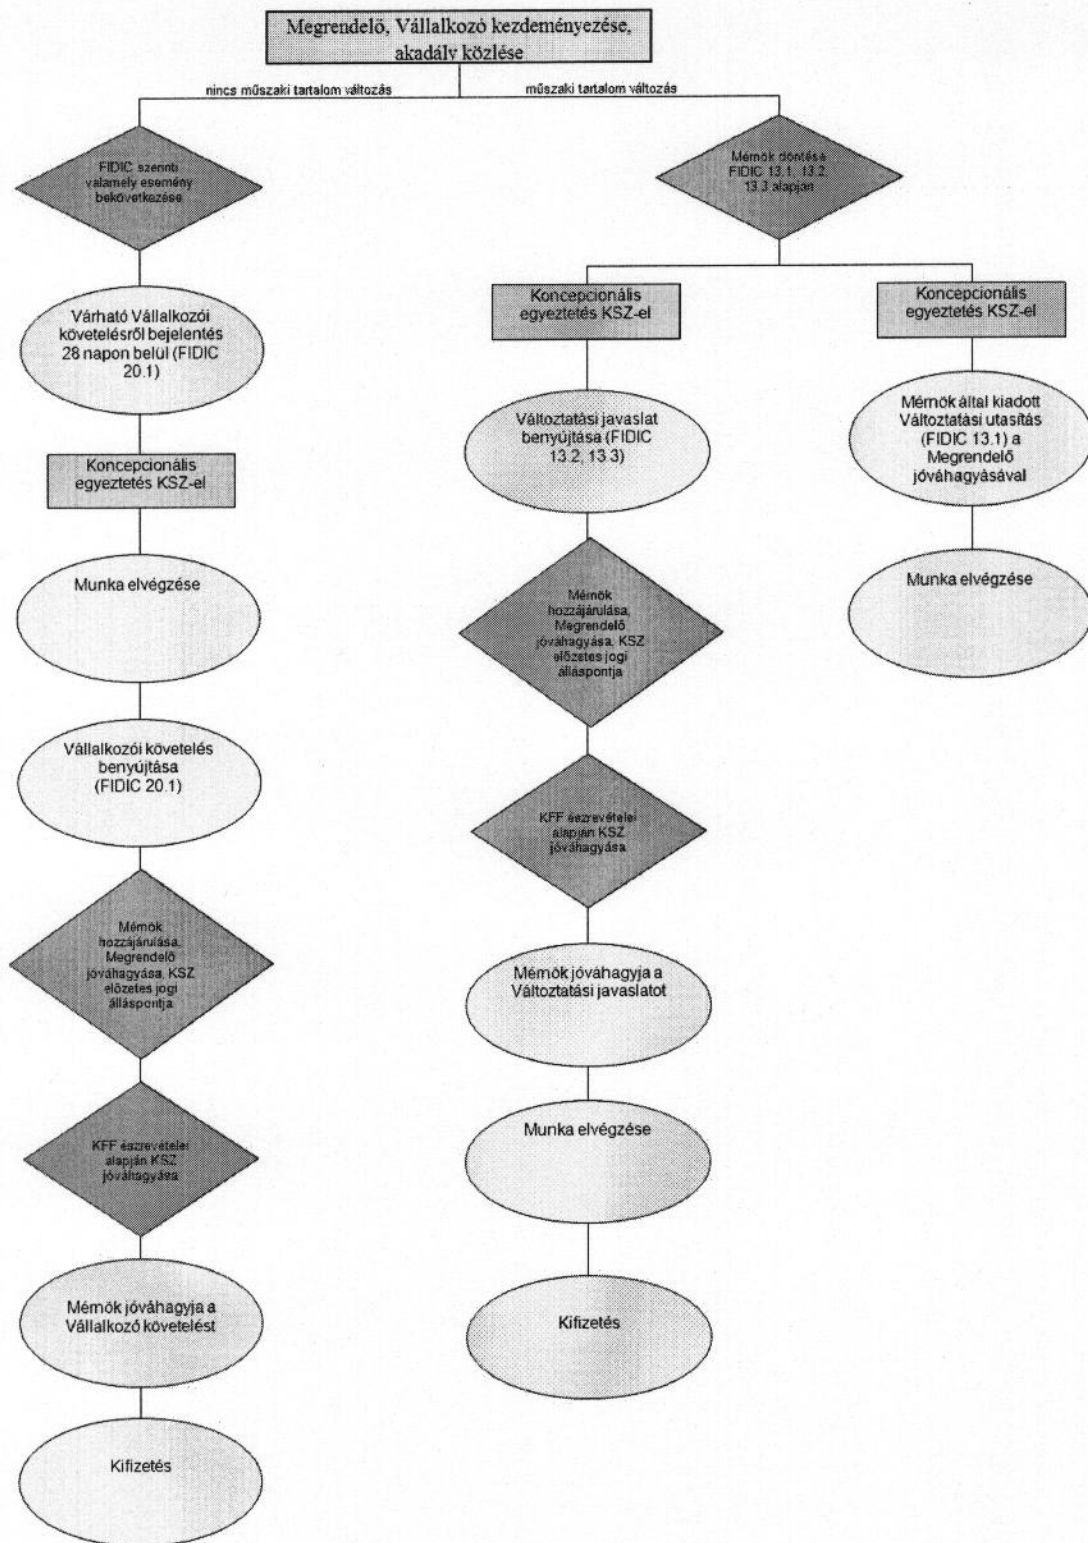 Megrendelő, Vállalkozó kezdeményezése,
akadály közlése
nincs műszaki tartalom változás
műszaki tartalom változás
FIDIC szerinti
valamely esemény
bekövetkezése
Várható Vállalkozói
követelésről bejelentés
28 napon belül (FIDIC
20.1)
Koncepcionális
egyeztetés KSZ-el
Munka elvégzése
Vállalkozói követelés
benyújtása
(FIDIC 20.1)
Mérnök
hozzájárulása,
Megrendelő
jóváhagyása, KSZ
előzetes jogi
álláspontja
KFF észrevételei
alapján KSZ
jóváhagyása
Mérnök jóváhagyja a
Vállalkozó követelést
Kifizetés
Mérnök döntése
FIDIC 13.1, 13.2,
13.3 alapján
Koncepcionális
egyeztetés KSZ-el
Változtatási javaslat
benyújtása (FIDIC
13.2, 13.3)
Mérnök
hozzájárulása,
Megrendelő
jóváhagyása, KSZ
előzetes jogi
álláspontja
KFF észrevételei
alapján KSZ
jóváhagyása
Mérnök jóváhagyja a
Változtatási javaslatot
Munka elvégzése
Kifizetés
Koncepcionális
egyeztetés KSZ-el
Mérnök által kiadott
Változtatási utasítás
(FIDIC 13.1) a
Megrendelő
jóváhagyásával
Munka elvégzése